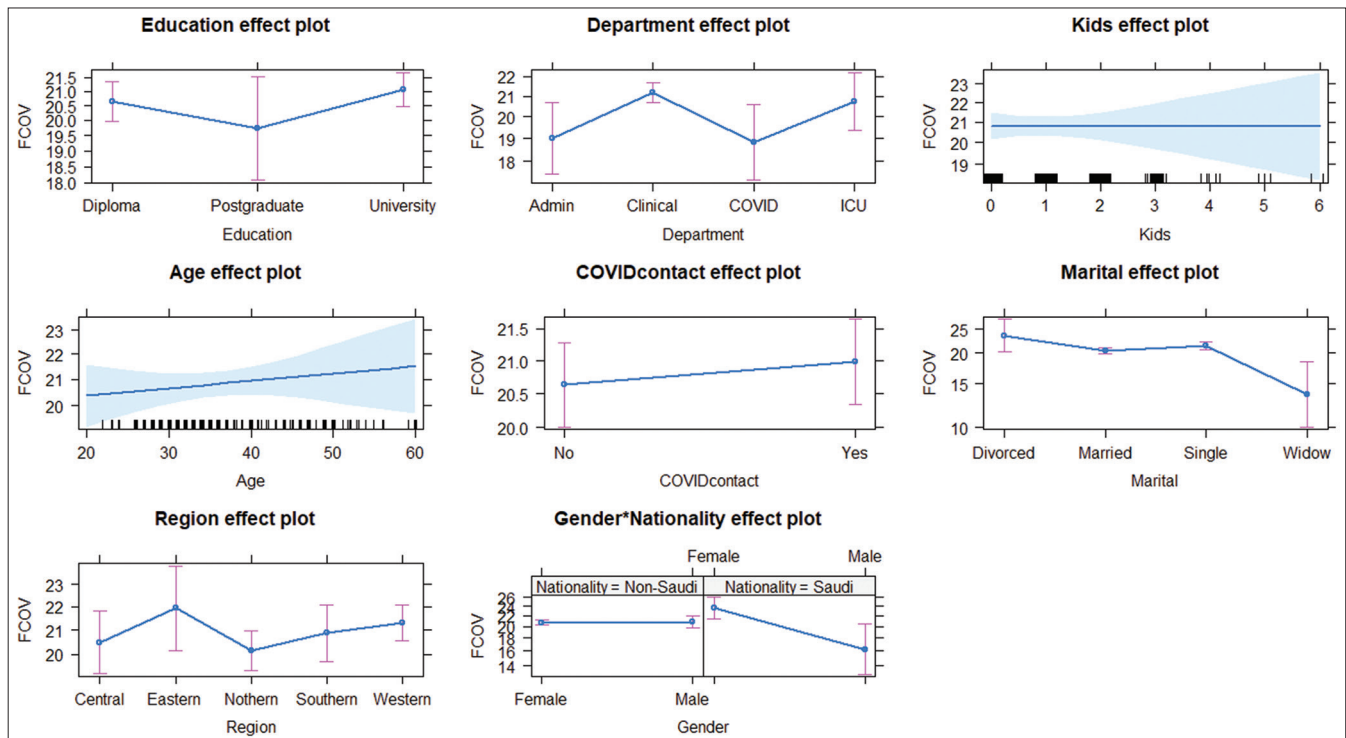 Education effect plot
FCOV
21.5
21.0
20.5
20.0
19.5
19.0
18.5
18.0
Diploma Postgraduate University
Education
Department effect plot
FCOV
22
21
20
19
18
Admin Clinical COVID ICU
Department
Kids effect plot
FCOV
23
22
21
20
19
0 1 2 3 4 5 6
Kids
Age effect plot
FCOV
23
22
21
20
20 30 40 50 60
Age
COVIDcontact effect plot
FCOV
21.5
21.0
20.5
20.0
No Yes
COVIDcontact
Marital effect plot
FCOV
25
20
15
10
Divorced Married Single Widow
Marital
Region effect plot
FCOV
23
22
21
20
Central Eastern Nothern Southern Western
Region
Gender*Nationality effect plot
Female Male
Nationality = Non-Saudi Nationality = Saudi
FCOV
26
24
22
20
18
16
14
Female Male
Gender